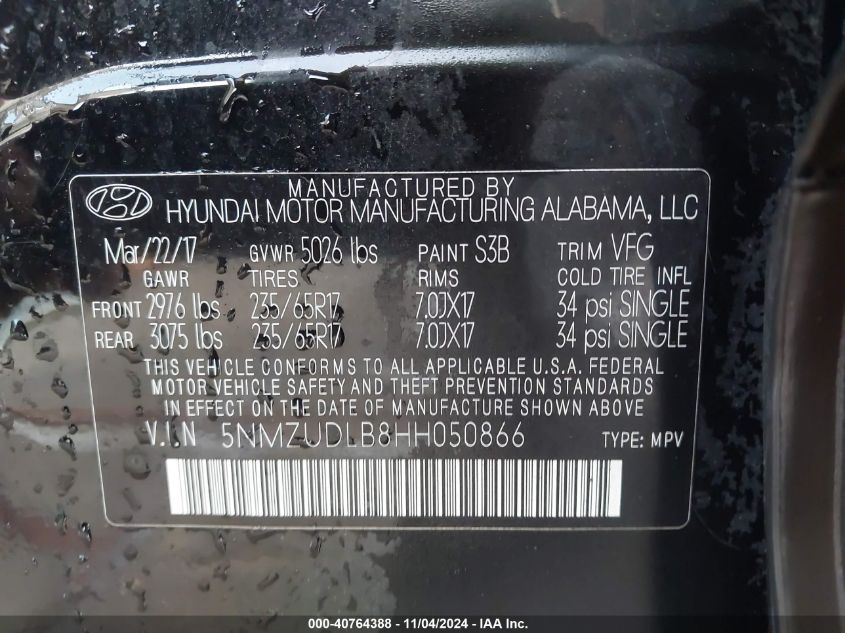 MANUFACTURED BY
HYUNDAI MOTOR MANUFACTURING ALABAMA, LLC
Mar/22/17 GVWR 5026 lbs PAINT S3B TRIM VFG
GAWR TIRES RIMS COLD TIRE INFL
FRONT 2976 lbs 235/65R17 7.0JX17 34 psi SINGLE
REAR 3075 lbs 235/65R17 7.0JX17 34 psi SINGLE
THIS VEHICLE CONFORMS TO ALL APPLICABLE U.S.A. FEDERAL
MOTOR VEHICLE SAFETY AND THEFT PREVENTION STANDARDS
IN EFFECT ON THE DATE OF MANUFACTURE SHOWN ABOVE
V.I.N 5NMZUDLB8HH050866 TYPE: MPV
000-40764388 - 11/04/2024 - IAA Inc.